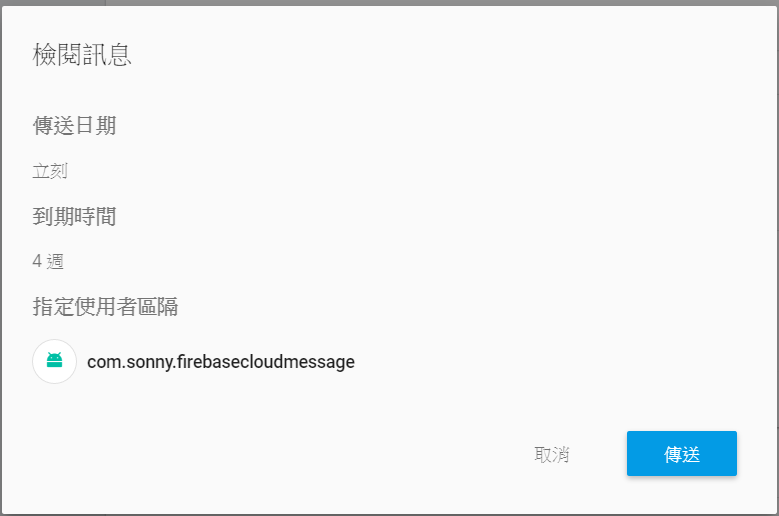 檢閱訊息
傳送日期
立刻
到期時間
4 週
指定使用者區隔
com.sonny.firebasecloudmessage
取消
傳送